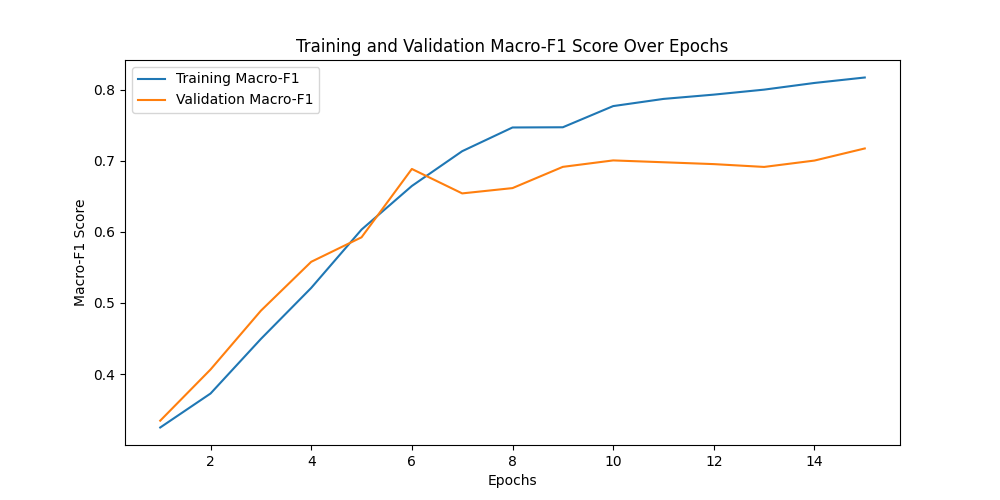 Training and Validation Macro-F1 Score Over Epochs
Training Macro-F1
Validation Macro-F1
Macro-F1 Score
0.8
0.7
0.6
0.5
0.4
2 4 6 8 10 12 14
Epochs